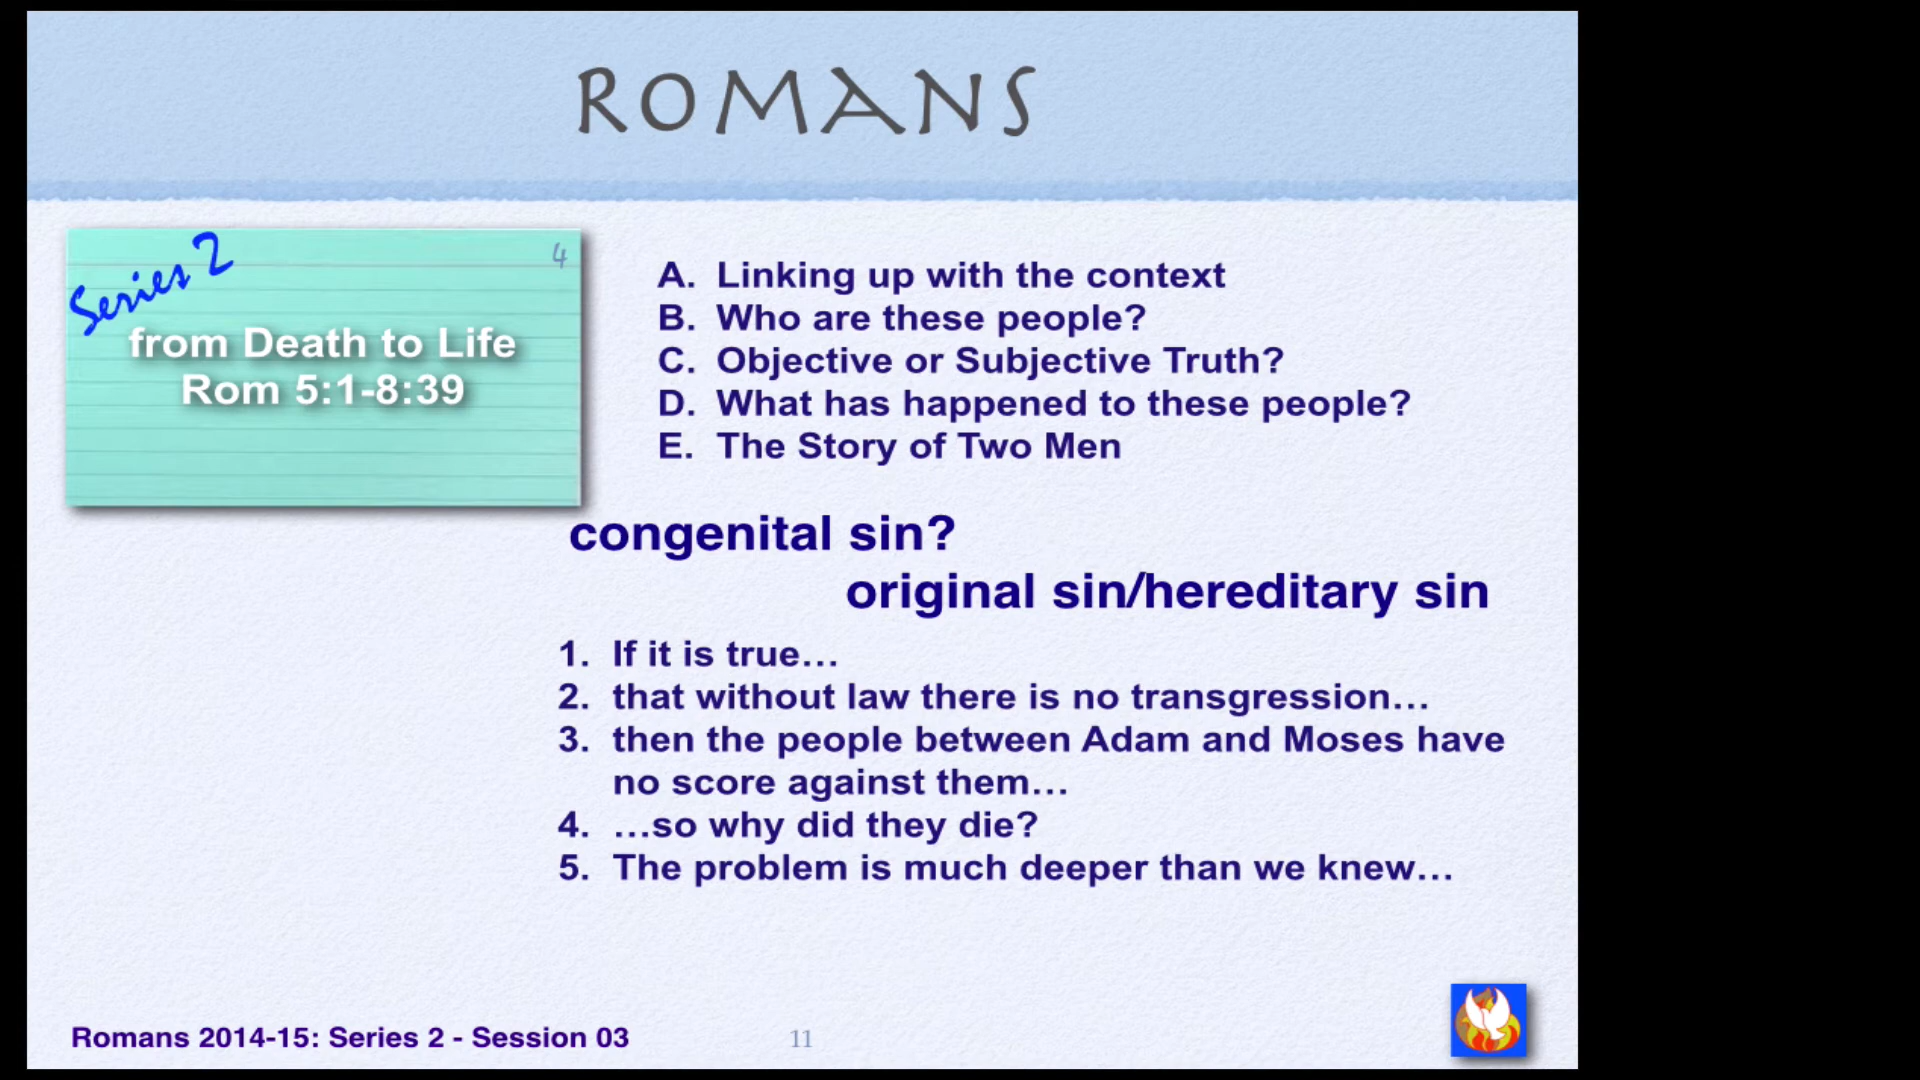 ROMANS
Series 2
4
from Death to Life
Rom 5:1-8:39
A. Linking up with the context
B. Who are these people?
C. Objective or Subjective Truth?
D. What has happened to these people?
E. The Story of Two Men
congenital sin?
original sin/hereditary sin
1. If it is true…
2. that without law there is no transgression…
3. then the people between Adam and Moses have
no score against them…
4. …so why did they die?
5. The problem is much deeper than we knew…
Romans 2014-15: Series 2 - Session 03
11